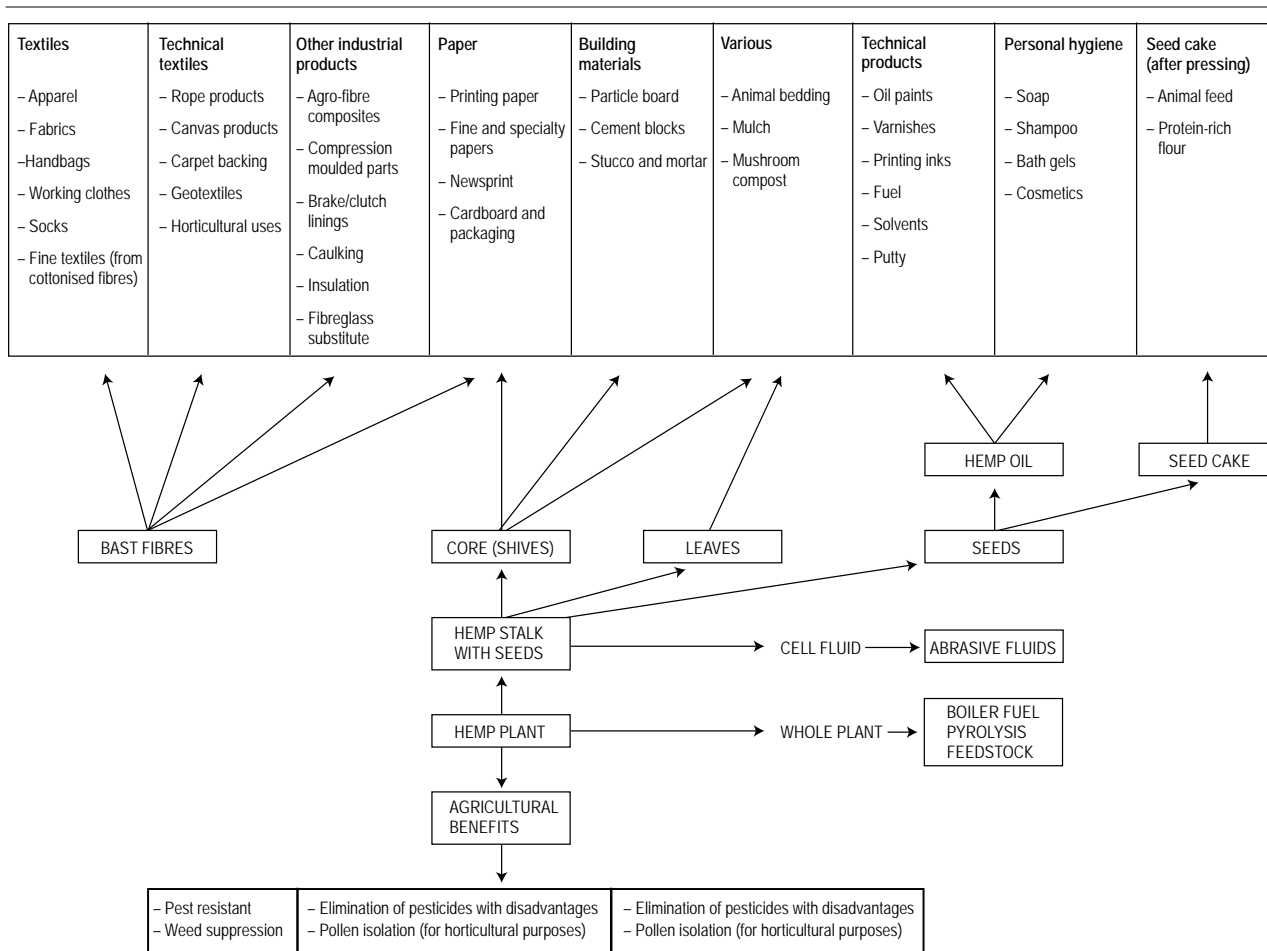 Textiles
– Apparel
– Fabrics
–Handbags
– Working clothes
– Socks
– Fine textiles (from
cottonised fibres)
Technical
textiles
– Rope products
– Canvas products
– Carpet backing
– Geotextiles
– Horticultural uses
Other industrial
products
– Agro-fibre
composites
– Compression
moulded parts
– Brake/clutch
linings
– Caulking
– Insulation
– Fibreglass
substitute
Paper
– Printing paper
– Fine and specialty
papers
– Newsprint
– Cardboard and
packaging
Building
materials
– Particle board
– Cement blocks
– Stucco and mortar
Various
– Animal bedding
– Mulch
– Mushroom
compost
Technical
products
– Oil paints
– Varnishes
– Printing inks
– Fuel
– Solvents
– Putty
Personal hygiene
– Soap
– Shampoo
– Bath gels
– Cosmetics
Seed cake
(after pressing)
– Animal feed
– Protein-rich
flour
HEMP OIL
SEED CAKE
BAST FIBRES
CORE (SHIVES)
LEAVES
SEEDS
HEMP STALK
WITH SEEDS
CELL FLUID
ABRASIVE FLUIDS
HEMP PLANT
WHOLE PLANT
BOILER FUEL
PYROLYSIS
FEEDSTOCK
AGRICULTURAL
BENEFITS
– Pest resistant
– Weed suppression
– Elimination of pesticides with disadvantages
– Pollen isolation (for horticultural purposes)
– Elimination of pesticides with disadvantages
– Pollen isolation (for horticultural purposes)